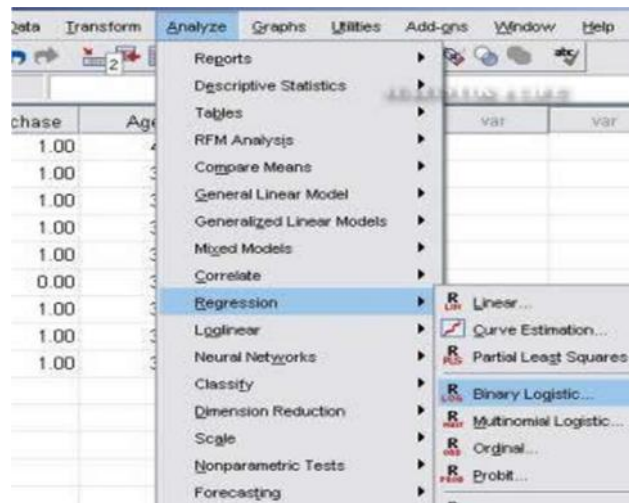 Data Transform Analyze Graphs Utilities Add-ons Window Help
2
Reports
Descriptive Statistics
Tables
chase Age var var
RFM Analysis
1.00
Compare Means
1.00
General Linear Model
1.00
Generalized Linear Models
1.00
Mixed Models
1.00
Correlate
0.00
Regression
1.00
Linear...
Loglinear
1.00
Curve Estimation...
Neural Networks
1.00
Partial Least Squares
Classify
Binary Logistic...
Dimension Reduction
Multinomial Logistic...
Scale
Ordinal...
Nonparametric Tests
Probit...
Forecasting